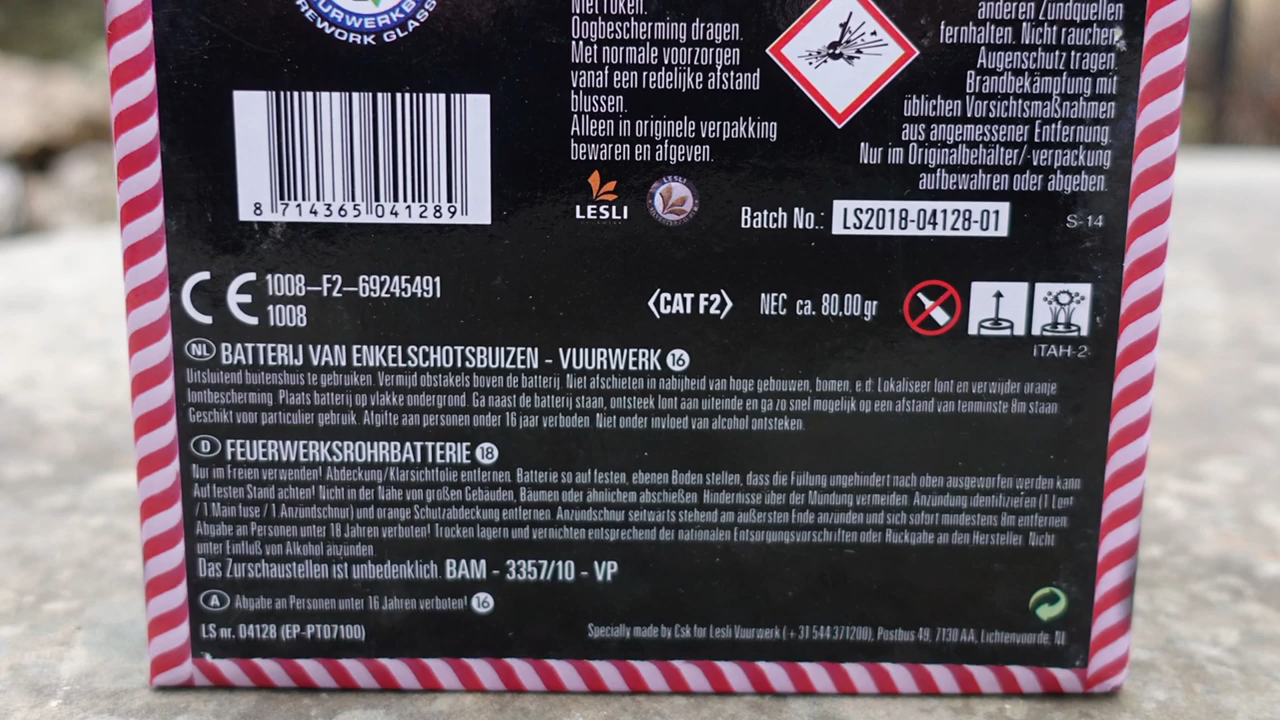 VUURWERKB
REWORK GLASS
Niet roken.
Oogbescherming dragen.
Met normale voorzorgen
vanaf een redelijke afstand
blussen.
Alleen in originele verpakking
bewaren en afgeven.
anderen Zündquellen
fernhalten. Nicht rauchen.
Augenschutz tragen.
Brandbekämpfung mit
üblichen Vorsichtsmaßnahmen
aus angemessener Entfernung.
Nur im Originalbehälter/-verpackung
aufbewahren oder abgeben.
8 714365 041289
LESLI
LESLI
Batch No.: LS2018-04128-01
S-14
CE 1008-F2-69245491
1008
<CAT F2> NEC ca. 80,00 gr
iTAH-2
NL BATTERIJ VAN ENKELSCHOTSBUIZEN - VUURWERK 16
Uitsluitend buitenshuis te gebruiken. Vermijd obstakels boven de batterij. Niet afschieten in nabijheid van hoge gebouwen, bomen, e.d. Lokaliseer lont en verwijder oranje
lontbescherming. Plaats batterij op vlakke ondergrond. Ga naast de batterij staan, ontsteek lont aan uiteinde en ga zo snel mogelijk op een afstand van tenminste 8m staan.
Geschikt voor particulier gebruik. Afgifte aan personen onder 16 jaar verboden. Niet onder invloed van alcohol ontsteken.
D FEUERWERKSROHRBATTERIE 18
Nur im Freien verwenden! Abdeckung/Klarsichtfolie entfernen. Batterie so auf festen, ebenen Boden stellen, dass die Füllung ungehindert nach oben ausgeworfen werden kann.
Auf festen Stand achten! Nicht in der Nähe von großen Gebäuden, Bäumen oder ähnlichem abschießen. Hindernisse über der Mündung vermeiden. Anzündung identifizieren (1 Lont
/ 1 Main fuse / 1 Anzündschnur) und orange Schutzabdeckung entfernen. Anzündschnur seitwärts stehend am äußersten Ende anzünden und sich sofort mindestens 8m entfernen.
Abgabe an Personen unter 18 Jahren verboten! Trocken lagern und vernichten entsprechend der nationalen Entsorgungsvorschriften oder Rückgabe an den Hersteller. Nicht
unter Einfluß von Alkohol anzünden.
Das Zurschaustellen ist unbedenklich. BAM - 3357/10 - VP
A Abgabe an Personen unter 16 Jahren verboten! 16
LS nr. 04128 (EP-PT07100)
Specially made by Csk for Lesli Vuurwerk (+31 544 371200), Postbus 49, 7130 AA, Lichtenvoorde, NL